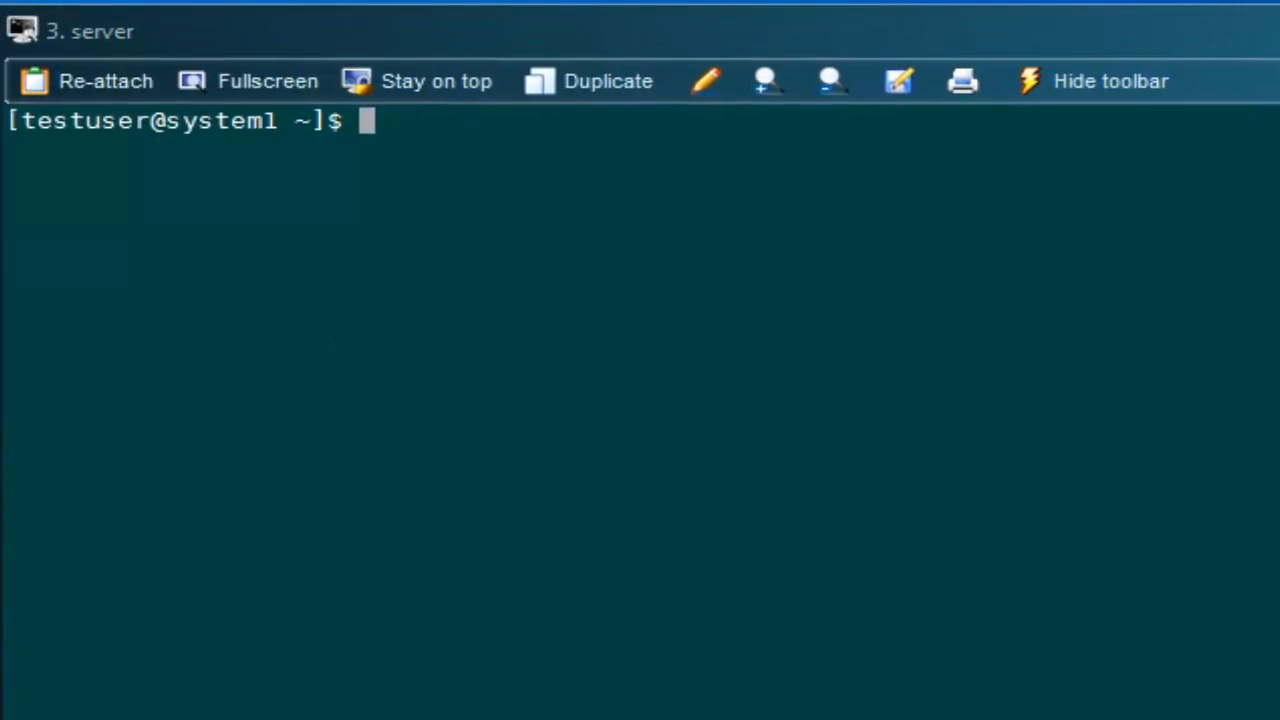 3. server
Re-attach Fullscreen Stay on top Duplicate Hide toolbar
[testuser@system1 ~]$